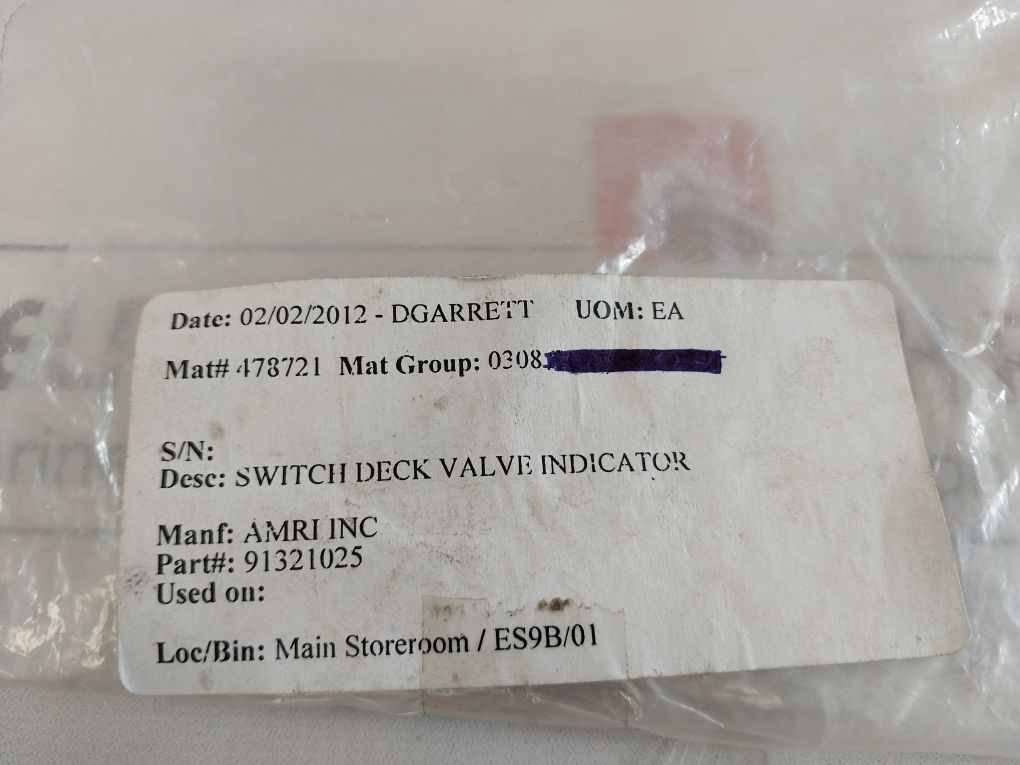 Date: 02/02/2012 - DGARRETT UOM: EA
Mat# 478721 Mat Group: 0308
S/N:
Desc: SWITCH DECK VALVE INDICATOR
Manf: AMRI INC
Part#: 91321025
Used on:
Loc/Bin: Main Storeroom / ES9B/01